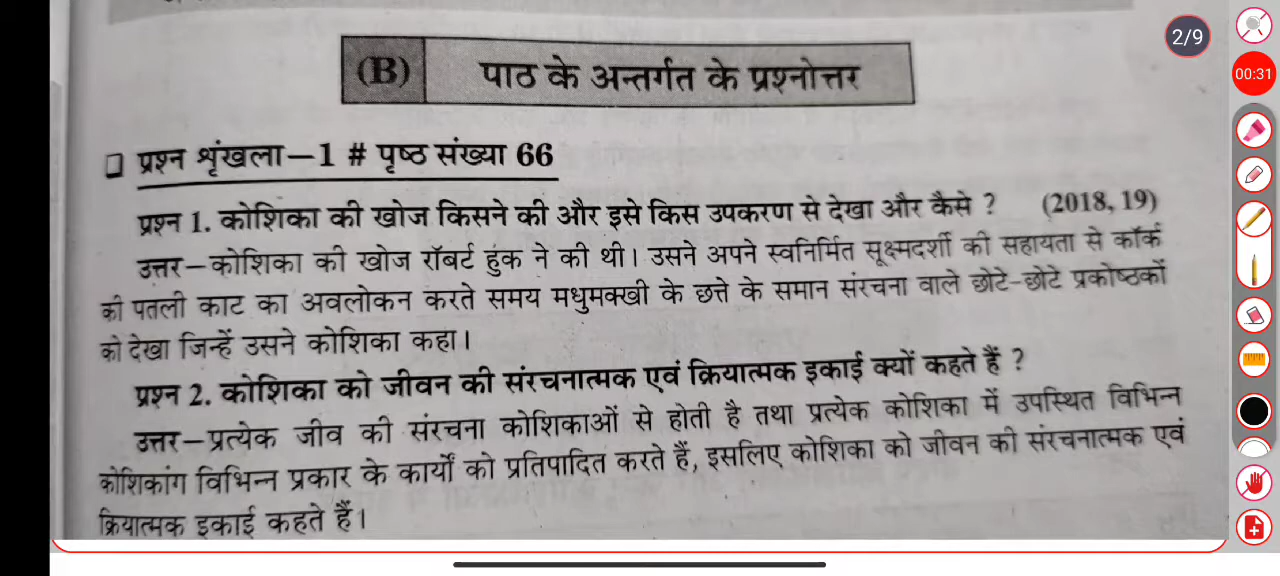 2/9
00:31
(B) पाठ के अन्तर्गत के प्रश्नोत्तर
प्रश्न श्रृंखला–1 # पृष्ठ संख्या 66
प्रश्न 1. कोशिका की खोज किसने की और इसे किस उपकरण से देखा और कैसे ? (2018, 19)
उत्तर–कोशिका की खोज रॉबर्ट हुंक ने की थी। उसने अपने स्वनिर्मित सूक्ष्मदर्शी की सहायता से कॉर्क
की पतली काट का अवलोकन करते समय मधुमक्खी के छत्ते के समान संरचना वाले छोटे-छोटे प्रकोष्ठकों
को देखा जिन्हें उसने कोशिका कहा।
प्रश्न 2. कोशिका को जीवन की संरचनात्मक एवं क्रियात्मक इकाई क्यों कहते हैं ?
उत्तर–प्रत्येक जीव की संरचना कोशिकाओं से होती है तथा प्रत्येक कोशिका में उपस्थित विभिन्न
कोशिकांग विभिन्न प्रकार के कार्यों को प्रतिपादित करते हैं, इसलिए कोशिका को जीवन की संरचनात्मक एवं
क्रियात्मक इकाई कहते हैं।